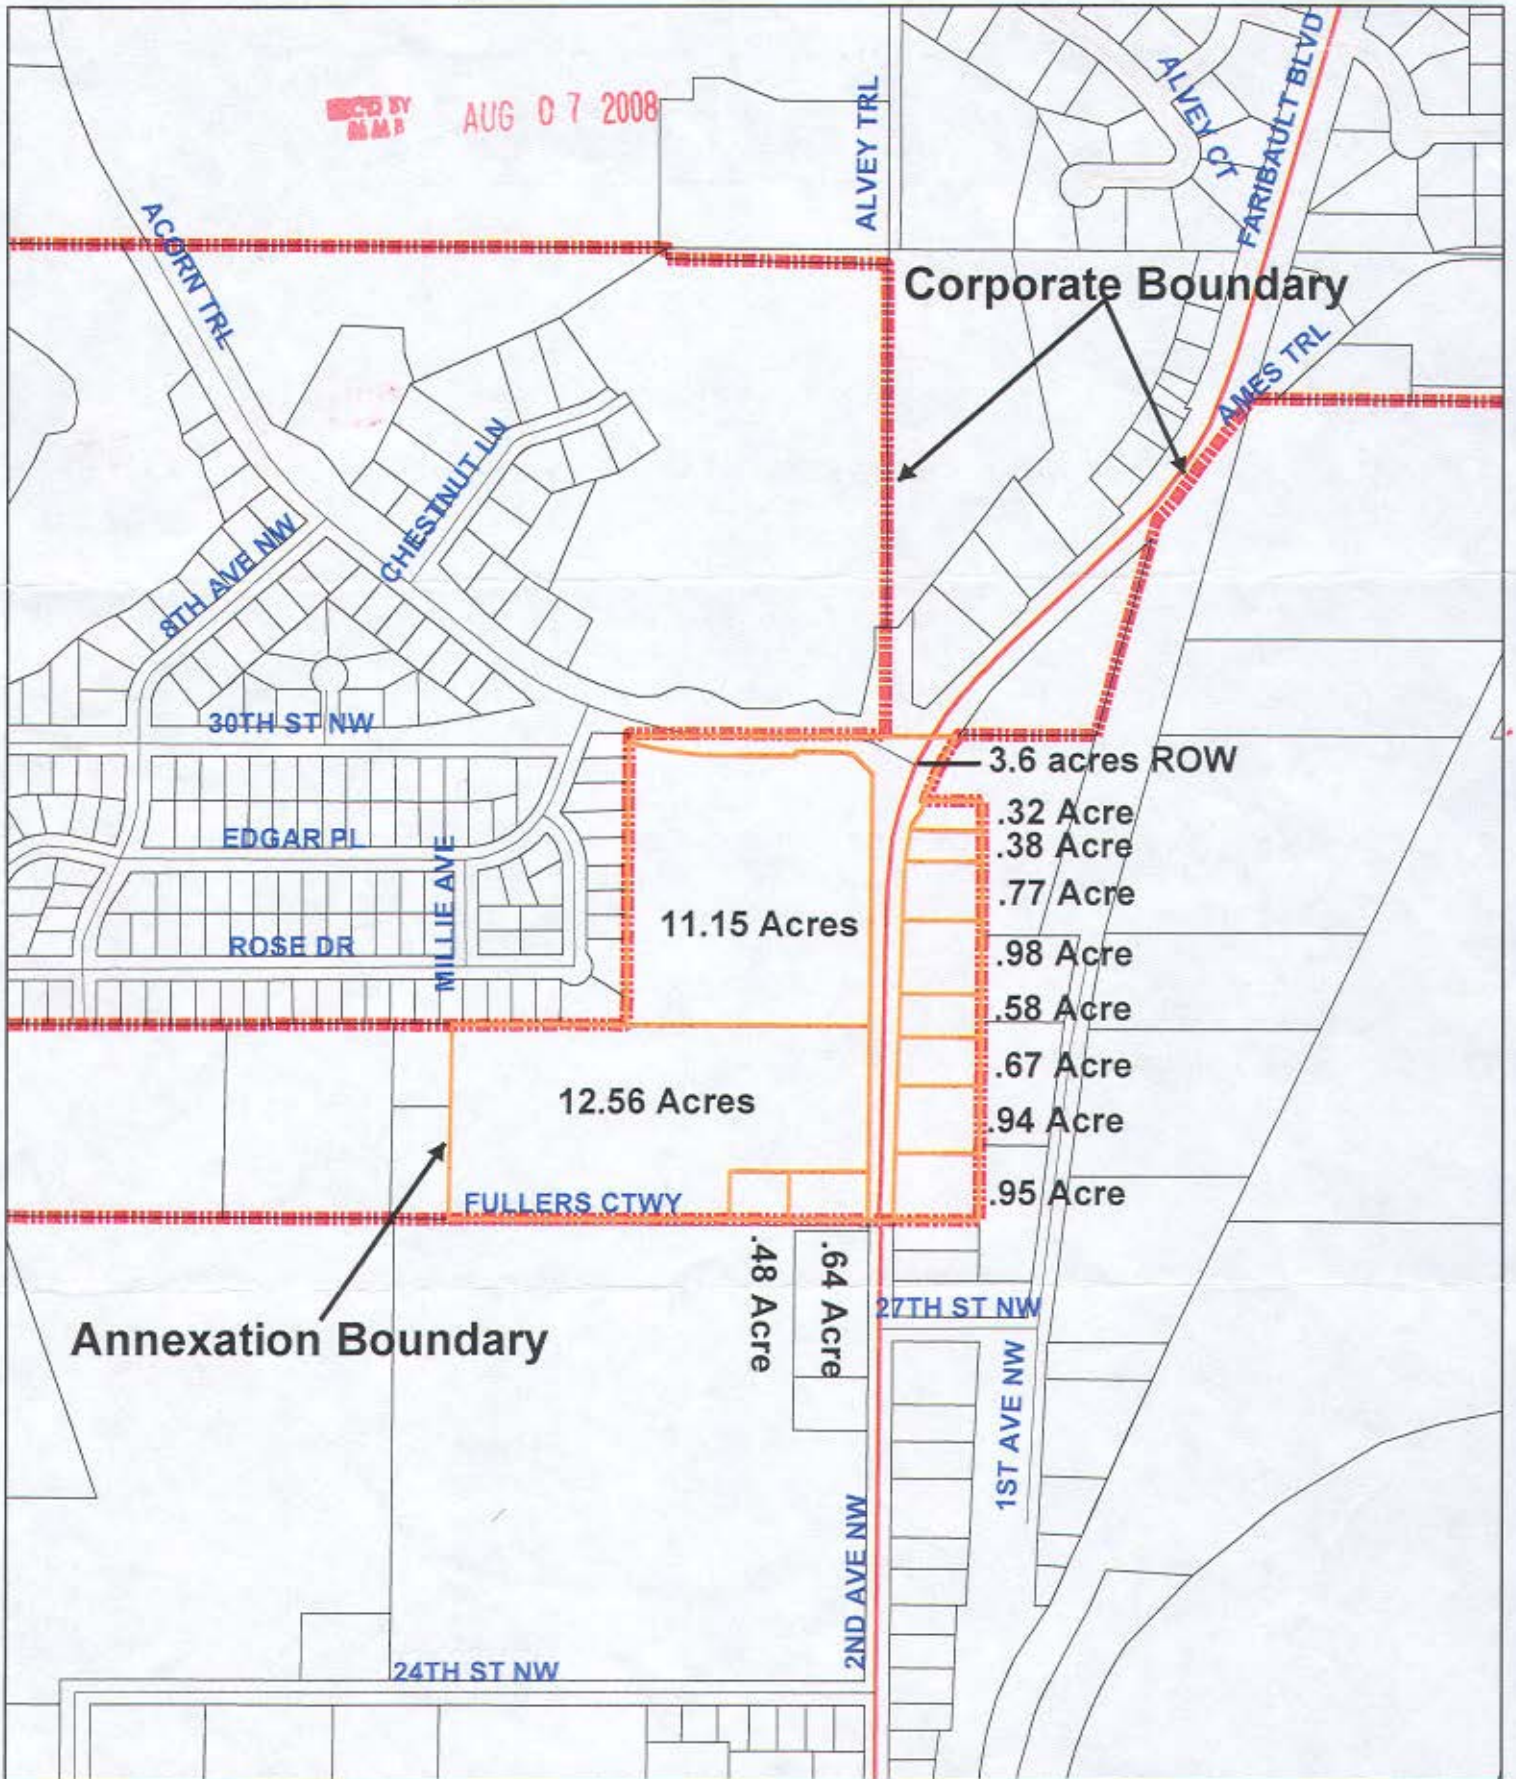 REC'D BY
MMB
AUG 07 2008
ALVEY TRL
ALVEY CT
FARIBAULT BLVD
ACORN TRL
Corporate Boundary
AMES TRL
CHESTNUT LN
8TH AVE NW
30TH ST NW
3.6 acres ROW
.32 Acre
.38 Acre
EDGAR PL
MILLIE AVE
.77 Acre
11.15 Acres
ROSE DR
.98 Acre
.58 Acre
.67 Acre
12.56 Acres
.94 Acre
.95 Acre
FULLERS CTWY
.48 Acre
.64 Acre
27TH ST NW
Annexation Boundary
1ST AVE NW
2ND AVE NW
24TH ST NW